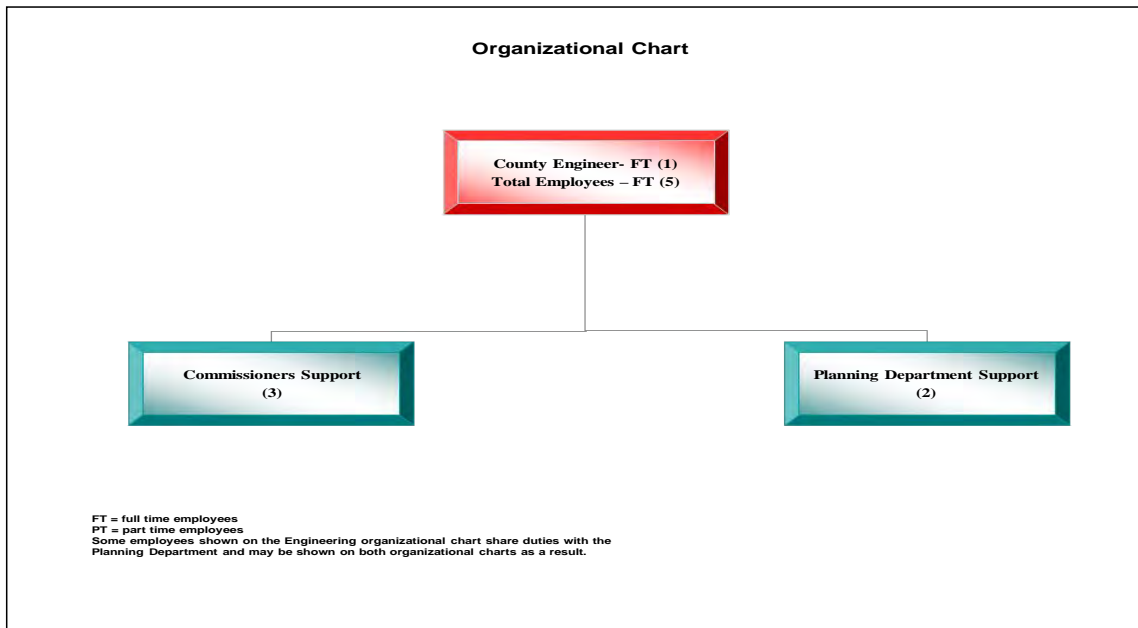 Organizational Chart
County Engineer- FT (1)
Total Employees – FT (5)
Commissioners Support
(3)
Planning Department Support
(2)
FT = full time employees
PT = part time employees
Some employees shown on the Engineering organizational chart share duties with the
Planning Department and may be shown on both organizational charts as a result.